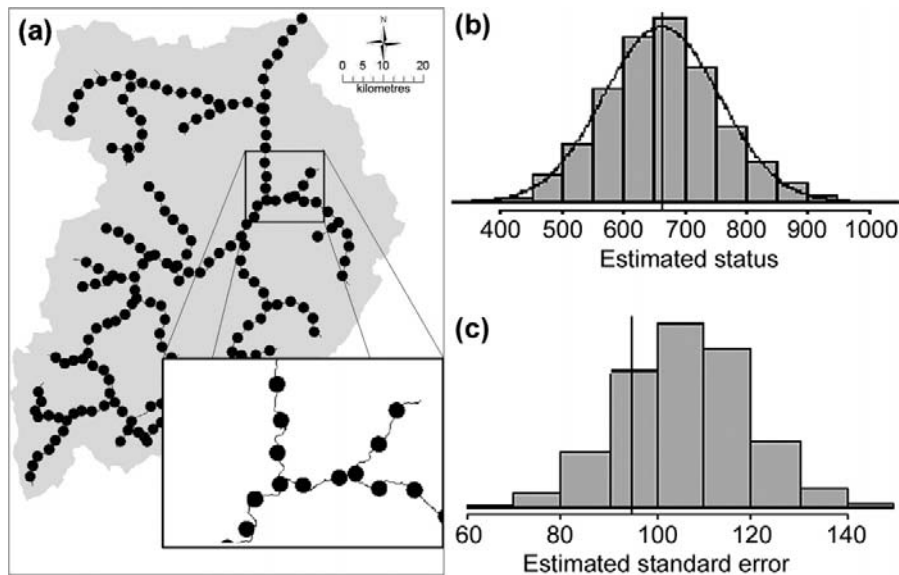 (a)
N
0 10 20
kilometres
(b)
400 500 600 700 800 900 1000
Estimated status
(c)
60 80 100 120 140
Estimated standard error